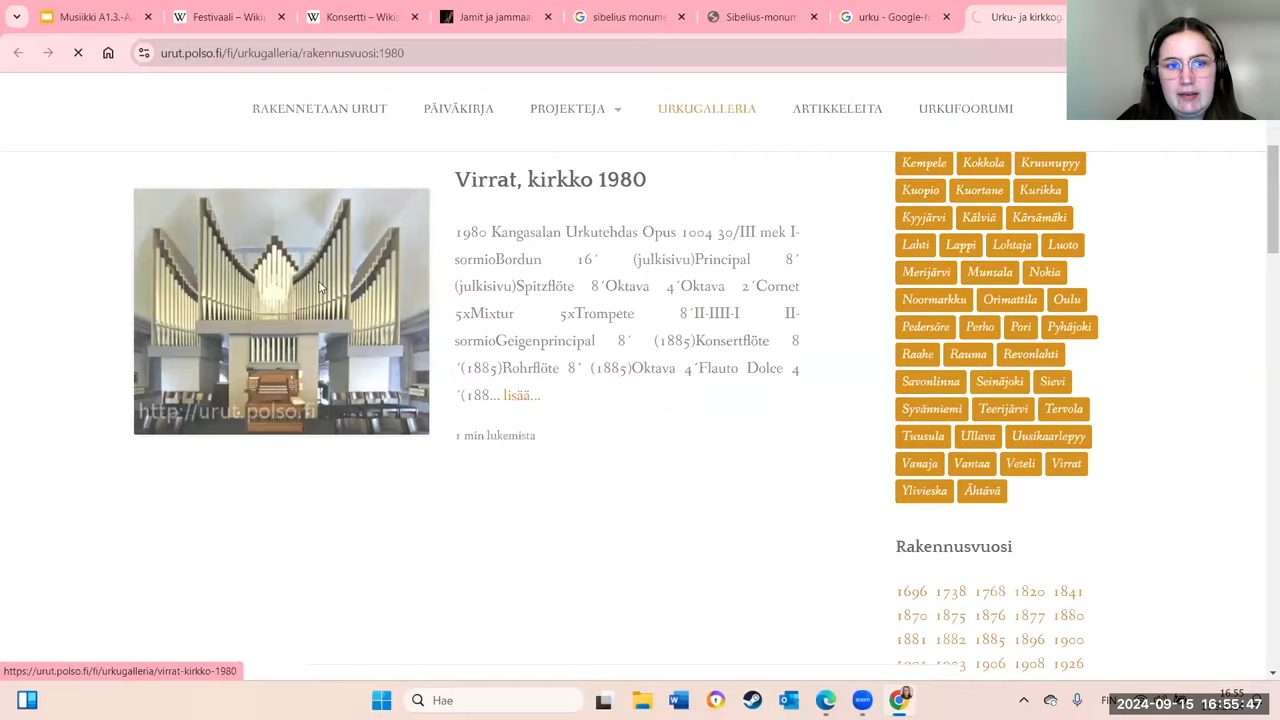 Musiikki A1.3.-A
Festivaali – Wiki
Konsertti – Wiki
Jamit ja jammaa
sibelius monume
Sibelius-monum
urku - Google-h
Urku- ja kirkkog
urut.polso.fi/fi/urkugalleria/rakennusvuosi:1980
RAKENNETAAN URUT PÄIVÄKIRJA PROJEKTEJA URKUGALLERIA ARTIKKELEITA URKUFOORUMI
Virrat, kirkko 1980
1980 Kangasalan Urkutehdas Opus 1004 30/III mek I-
sormioBordun 16´ (julkisivu)Principal 8´
(julkisivu)Spitzflöte 8´Oktava 4´Oktava 2´Cornet
5xMixtur 5xTrompete 8´II-IIII-I II-
sormioGeigenprincipal 8´ (1885)Konsertflöte 8
´(1885)Rohrflöte 8´ (1885)Oktava 4´Flauto Dolce 4
´(188... lisää...
1 min lukemista
http://urut.polso.fi
Kempele Kokkola Kruunupyy
Kuopio Kuortane Kurikka
Kyyjärvi Kälviä Kärsämäki
Lahti Lappi Lohtaja Luoto
Merijärvi Munsala Nokia
Noormarkku Orimattila Oulu
Pedersöre Perho Pori Pyhäjoki
Raahe Rauma Revonlahti
Savonlinna Seinäjoki Sievi
Syvänniemi Teerijärvi Tervola
Tuusula Ullava Uusikaarlepyy
Vanaja Vantaa Veteli Virrat
Ylivieska Ähtävä
Rakennusvuosi
1696 1738 1768 1820 1841
1870 1875 1876 1877 1880
1881 1882 1885 1896 1900
1906 1908 1926
https://urut.polso.fi/fi/urkugalleria/virrat-kirkko-1980
Hae
zoom
FIN
16.55
2024-09-15 16:55:47